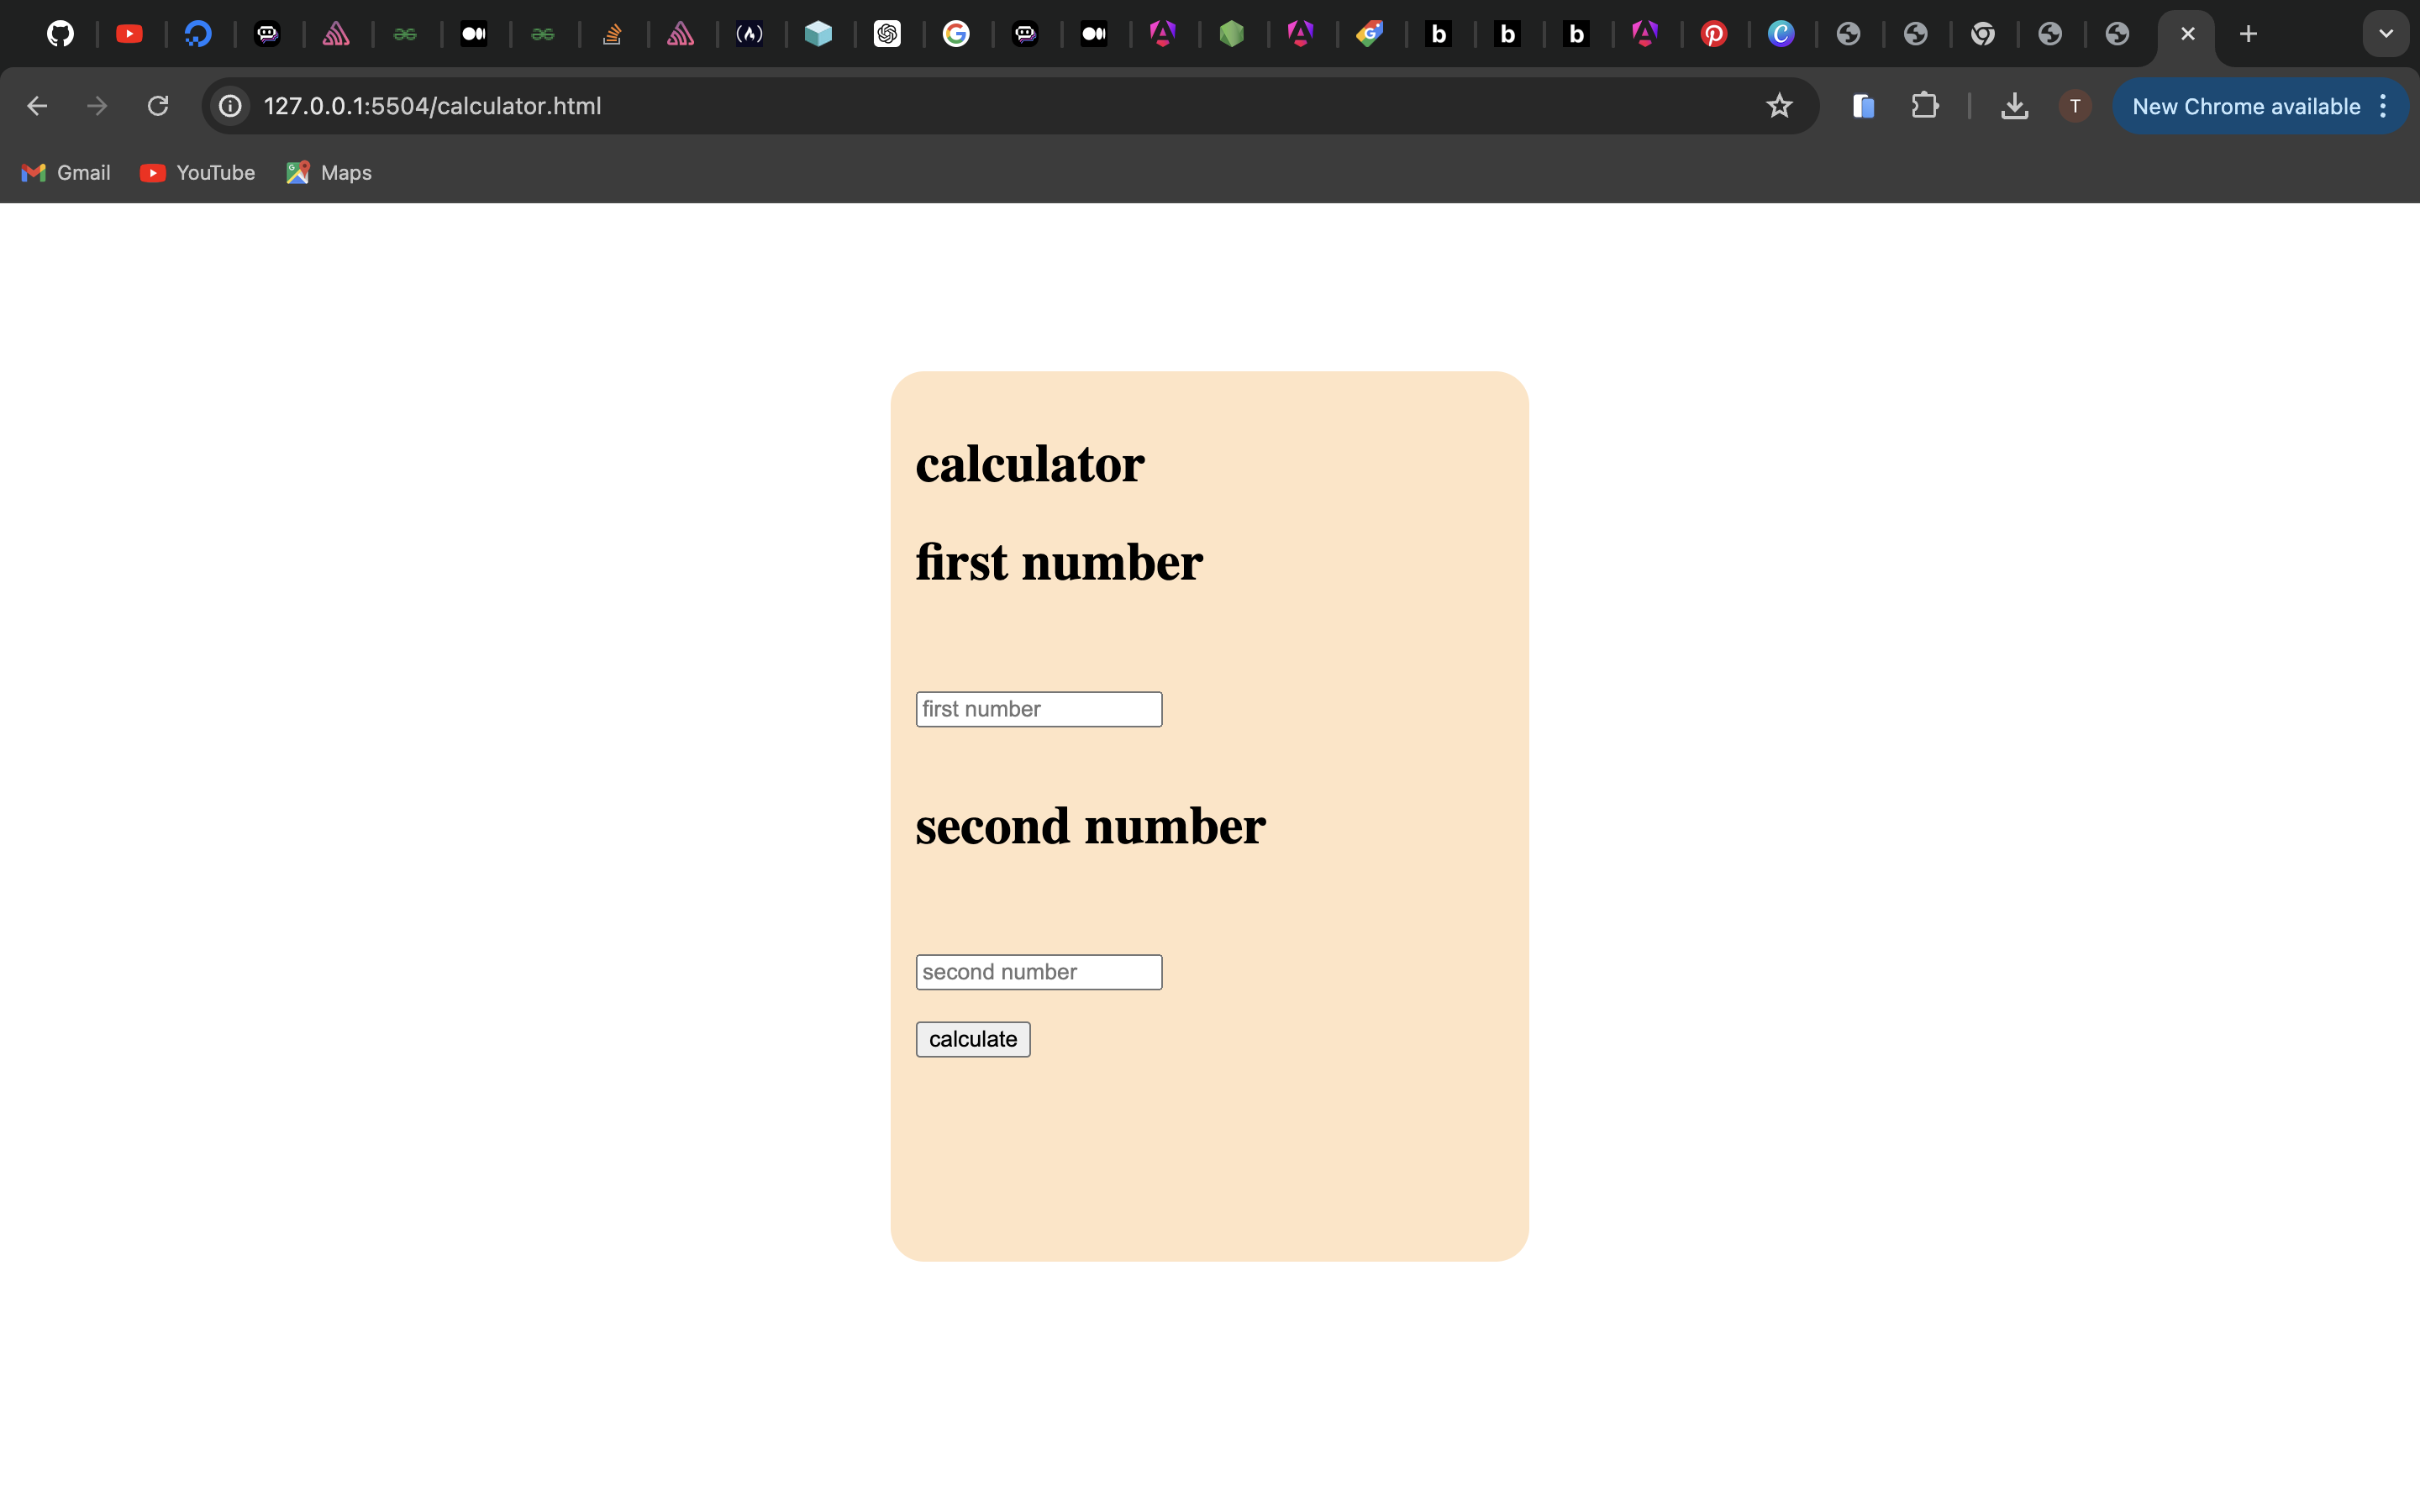 127.0.0.1:5504/calculator.html
T
New Chrome available
Gmail
YouTube
Maps
calculator
first number
first number
second number
second number
calculate